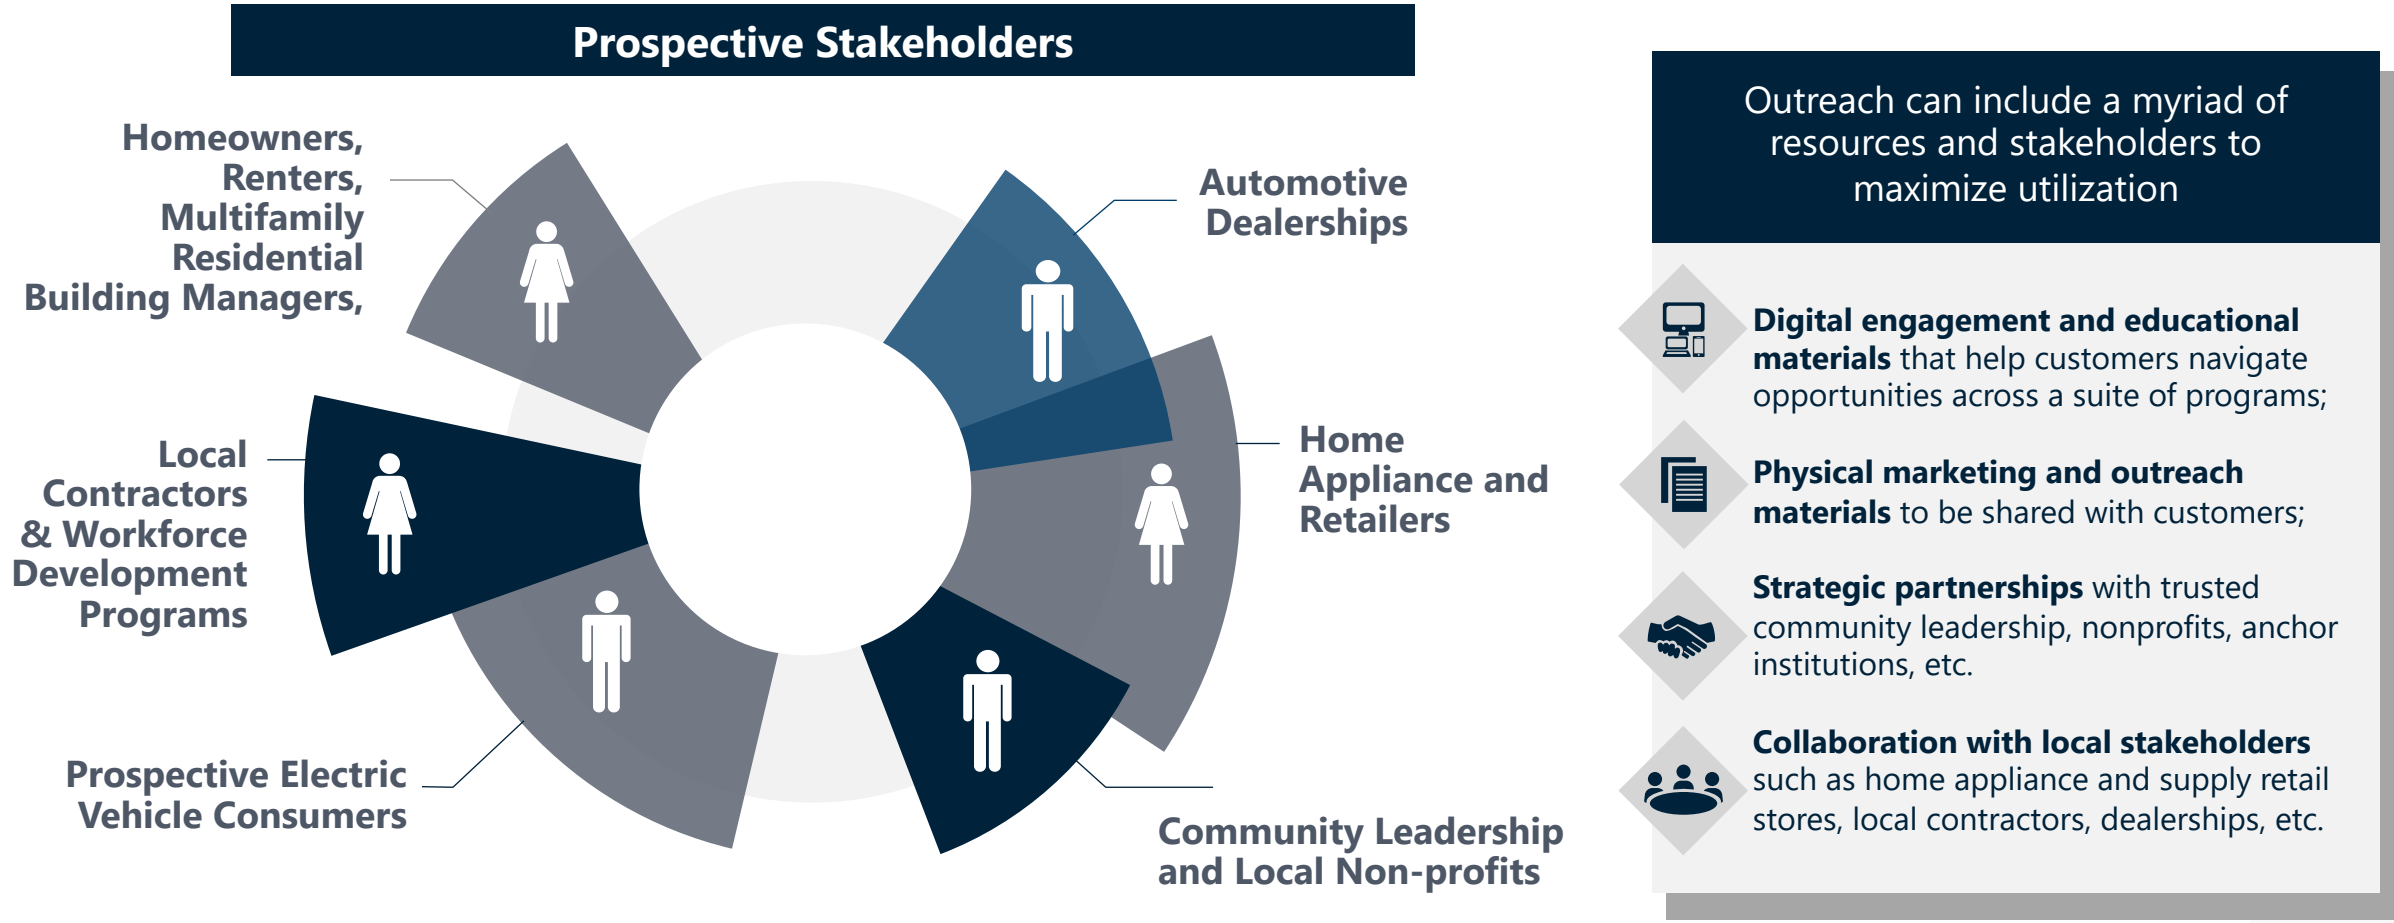 Prospective Stakeholders
Homeowners,
Renters,
Multifamily
Residential
Building Managers,
Automotive
Dealerships
Local
Contractors
& Workforce
Development
Programs
Home
Appliance and
Retailers
Prospective Electric
Vehicle Consumers
Community Leadership
and Local Non-profits
Outreach can include a myriad of
resources and stakeholders to
maximize utilization
Digital engagement and educational
materials that help customers navigate
opportunities across a suite of programs;
Physical marketing and outreach
materials to be shared with customers;
Strategic partnerships with trusted
community leadership, nonprofits, anchor
institutions, etc.
Collaboration with local stakeholders
such as home appliance and supply retail
stores, local contractors, dealerships, etc.